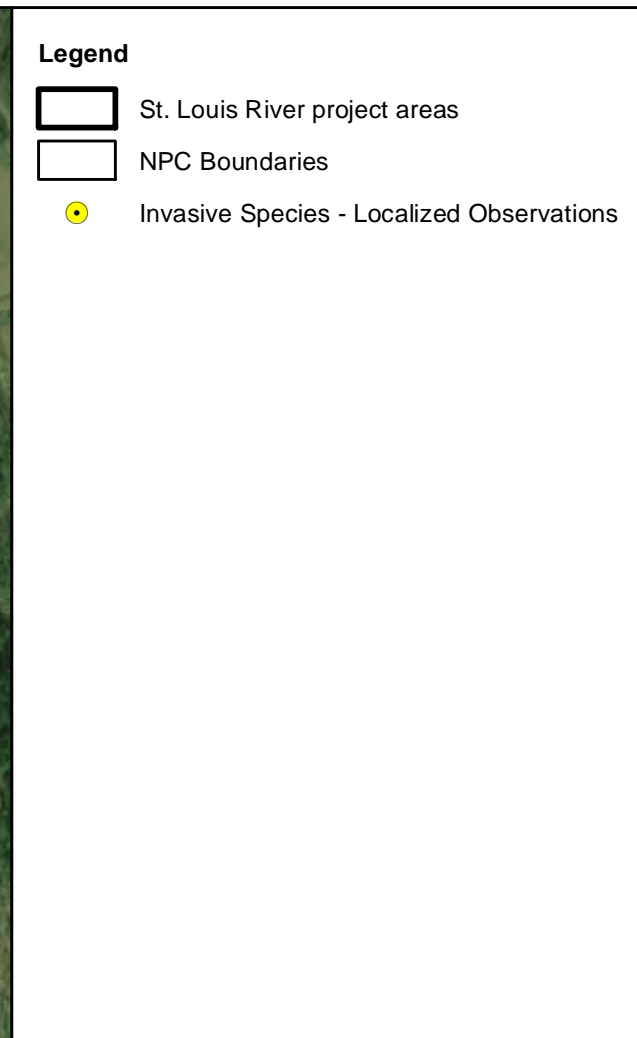 Legend
St. Louis River project areas
NPC Boundaries
Invasive Species - Localized Observations